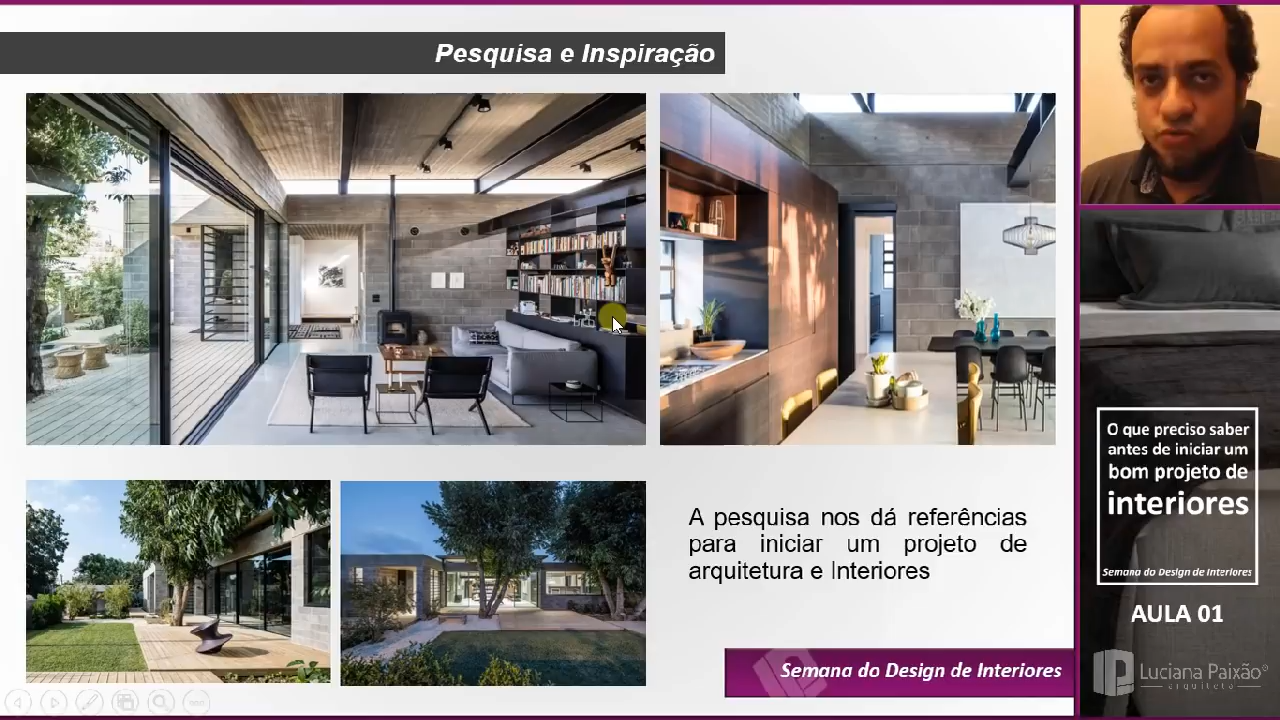 Pesquisa e Inspiração
A pesquisa nos dá referências
para iniciar um projeto de
arquitetura e Interiores
Semana do Design de Interiores
O que preciso saber
antes de iniciar um
bom projeto de
interiores
Semana do Design de Interiores
AULA 01
Luciana Paixão®
arquiteta